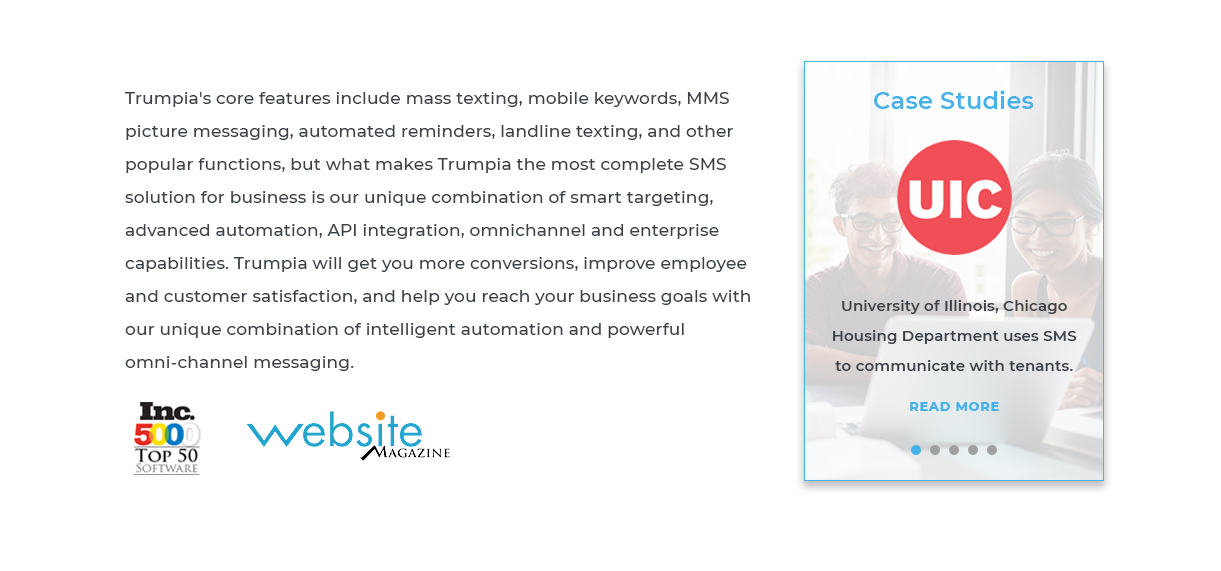 Trumpia's core features include mass texting, mobile keywords, MMS
picture messaging, automated reminders, landline texting, and other
popular functions, but what makes Trumpia the most complete SMS
solution for business is our unique combination of smart targeting,
advanced automation, API integration, omnichannel and enterprise
capabilities. Trumpia will get you more conversions, improve employee
and customer satisfaction, and help you reach your business goals with
our unique combination of intelligent automation and powerful
omni-channel messaging.
Inc.
5000
TOP 50
SOFTWARE
website
MAGAZINE
Case Studies
UIC
University of Illinois, Chicago
Housing Department uses SMS
to communicate with tenants.
READ MORE